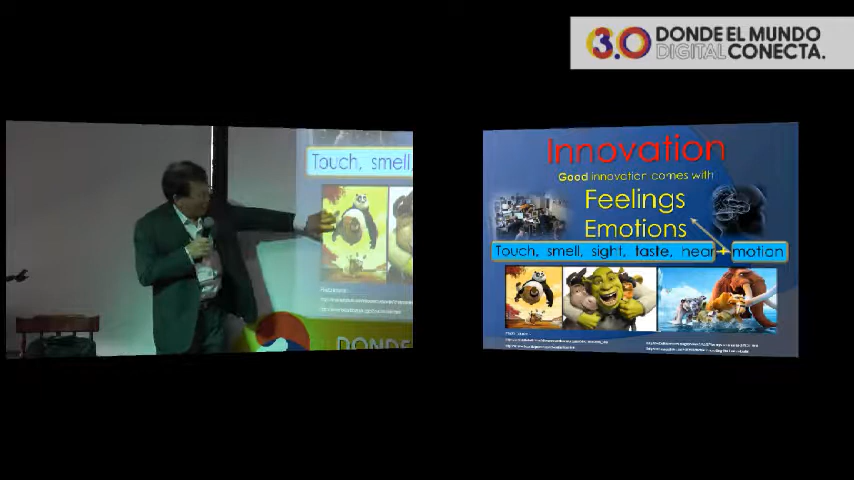 3.0 DONDE EL MUNDO
DIGITAL CONECTA.
Touch, smell,
DONDE
Innovation
Good innovation comes with
Feelings
Emotions
Touch, smell, sight, taste, near + motion